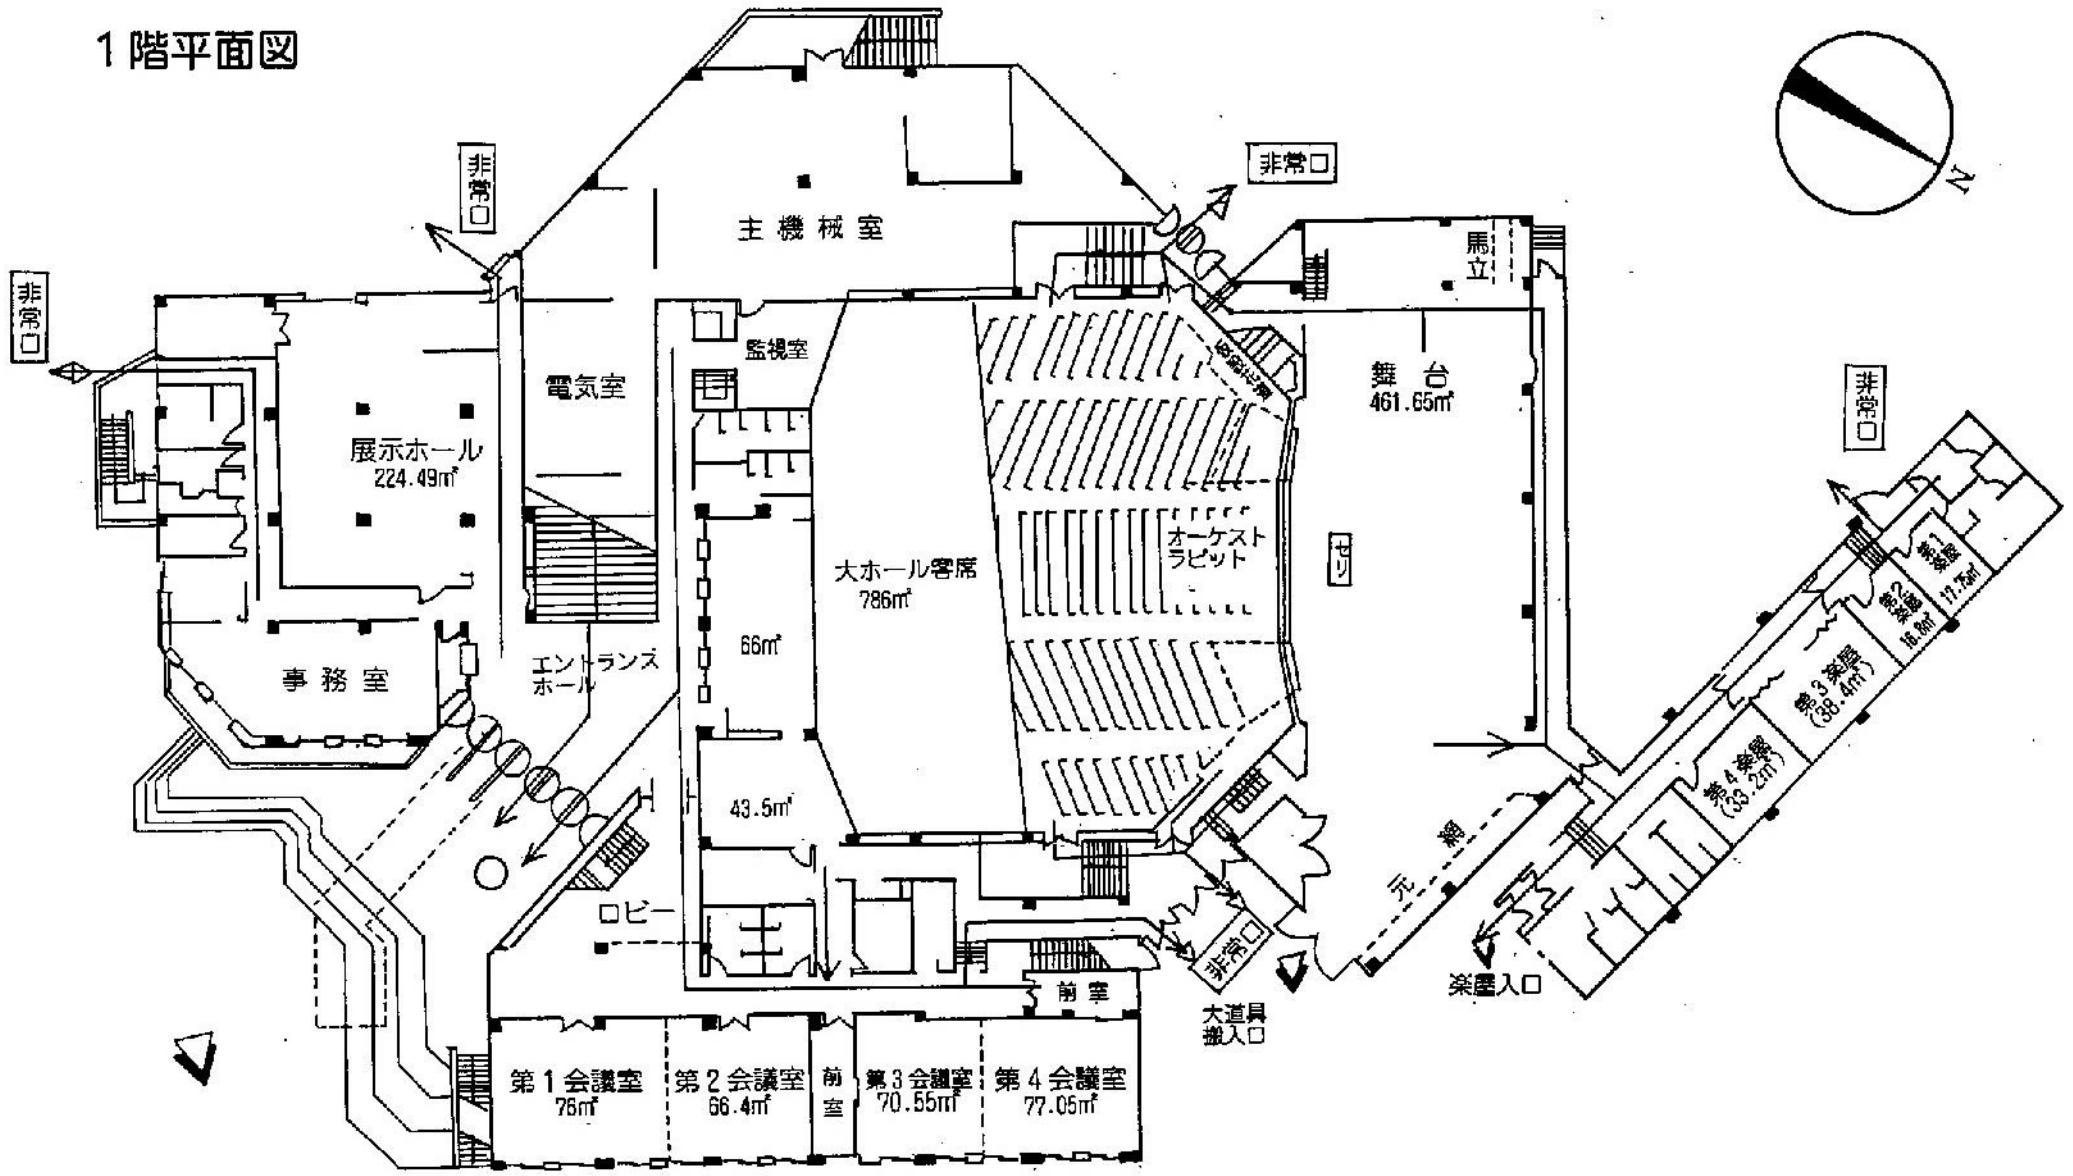 1階平面図
N
非常口
非常口
非常口
主機械室
馬立
監視室
電気室
舞台
461.65㎡
非常口
展示ホール
224.49㎡
オーケスト
ラピット
セリ
大ホール客席
786㎡
第1楽屋
17.75㎡
第2楽屋
16.8㎡
66㎡
エントランス
ホール
事務室
第3楽屋
(38.4㎡)
第4楽屋
(33.2㎡)
43.5㎡
元綱
ロビー
非常口
楽屋入口
前室
大道具
搬入口
第1会議室
76㎡
第2会議室
66.4㎡
前室
第3会議室
70.55㎡
第4会議室
77.05㎡